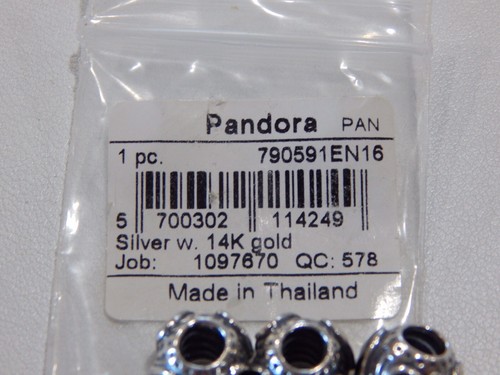 Pandora PAN
1 pc. 790591EN16
5 700302 114249
Silver w. 14K gold
Job: 1097670 QC: 578
Made in Thailand